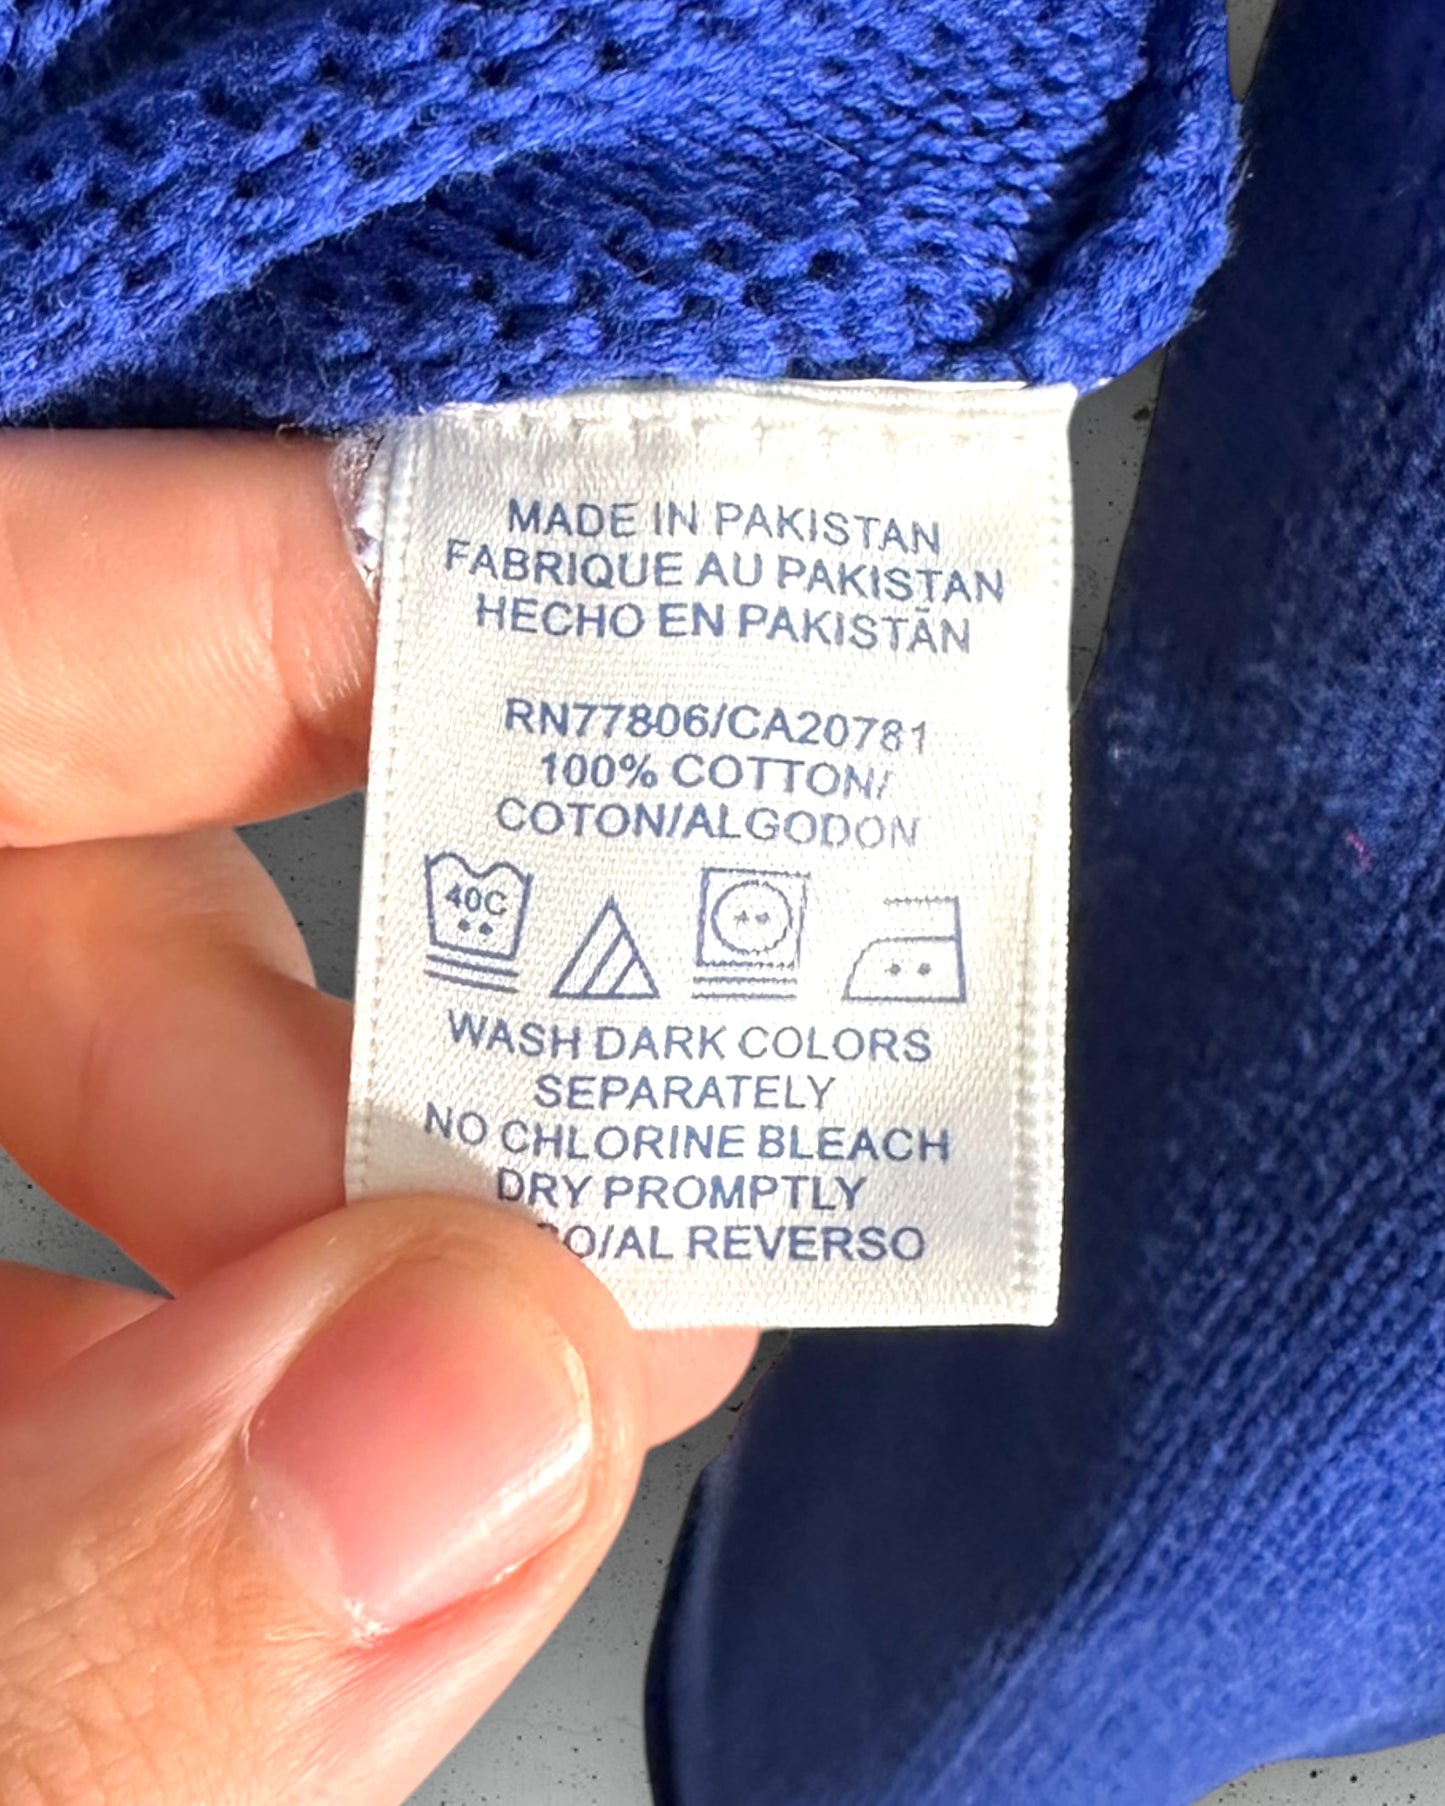 MADE IN PAKISTAN
FABRIQUE AU PAKISTAN
HECHO EN PAKISTĀN
RN77806/CA20781
100% COTTON/
COTON/ALGODON
40C
WASH DARK COLORS
SEPARATELY
NO CHLORINE BLEACH
DRY PROMPTLY
O/AL REVERSO